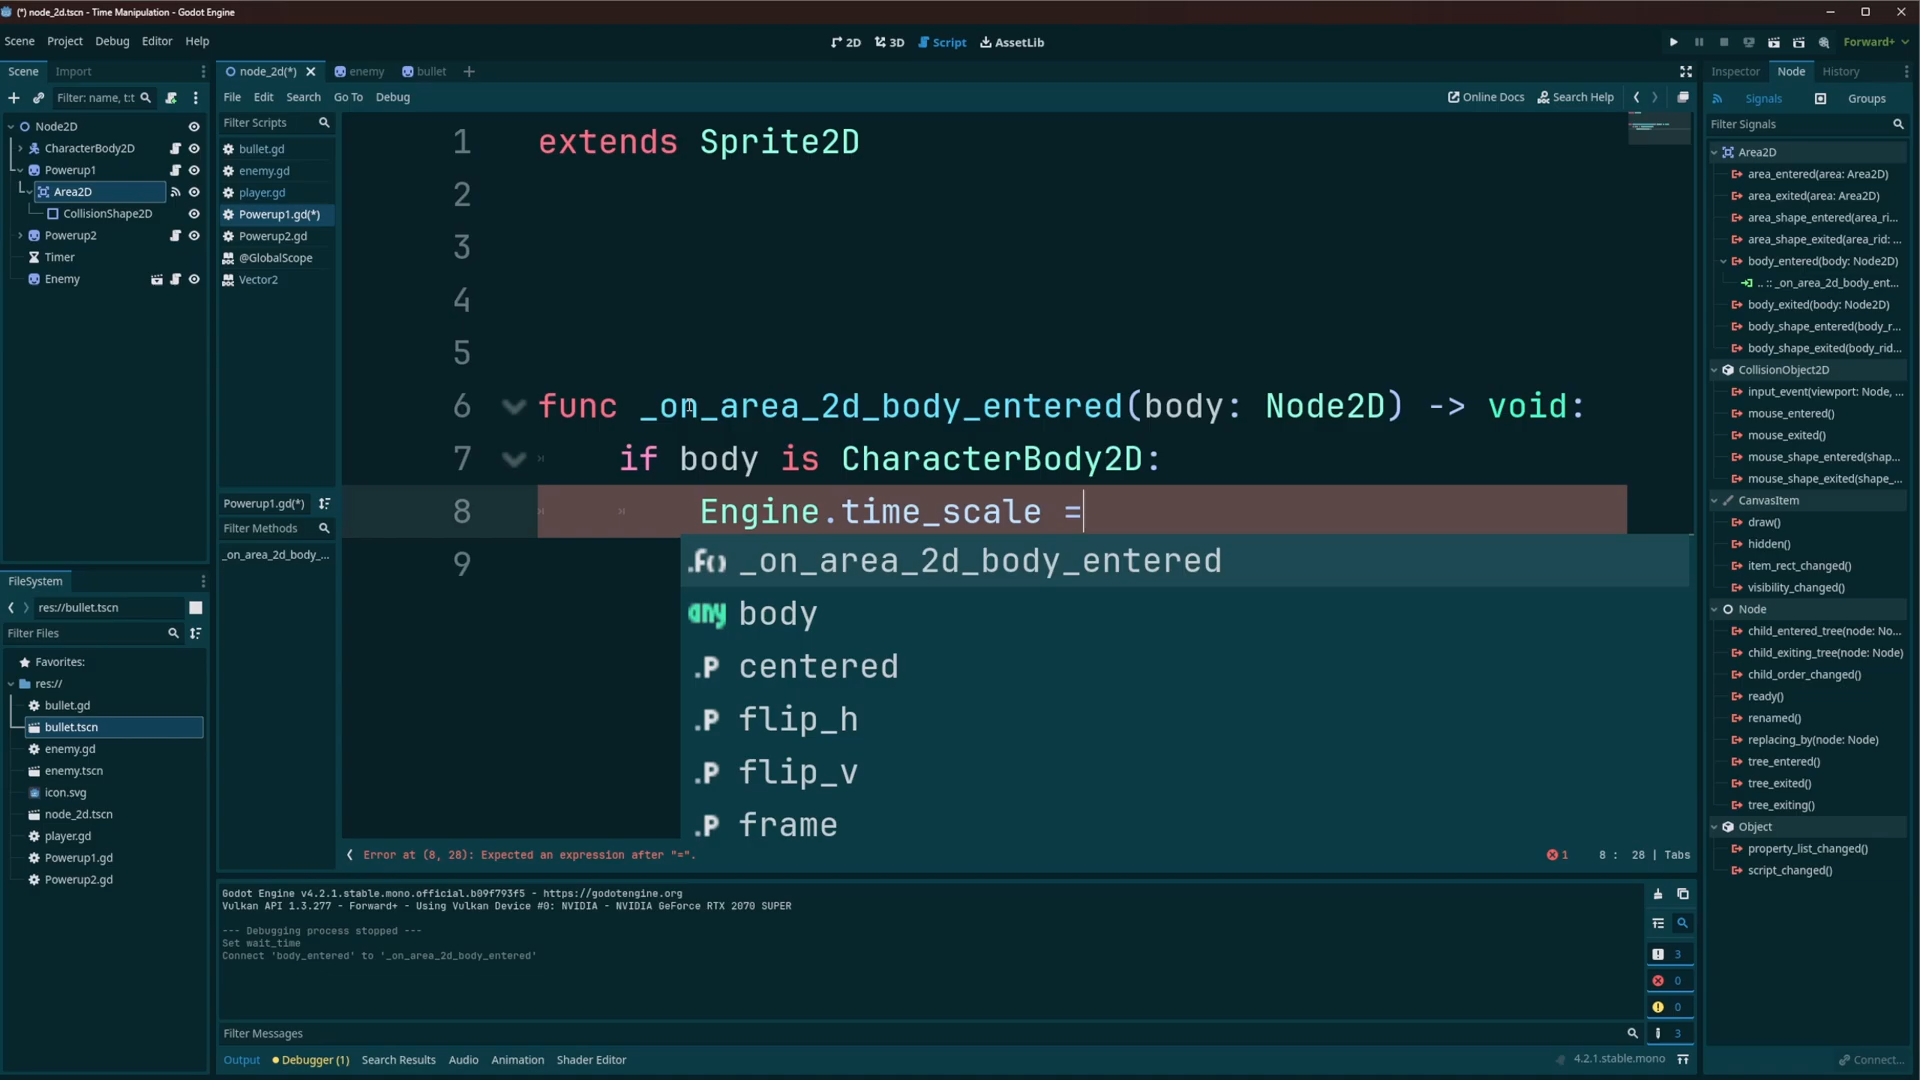 (*) node_2d.tscn - Time Manipulation - Godot Engine
Scene Project Debug Editor Help
2D 3D Script AssetLib
Forward+
Scene Import
Filter: name, t:t
Node2D
CharacterBody2D
Powerup1
Area2D
CollisionShape2D
Powerup2
Timer
Enemy
FileSystem
res://bullet.tscn
Filter Files
Favorites:
res://
bullet.gd
bullet.tscn
enemy.gd
enemy.tscn
icon.svg
node_2d.tscn
player.gd
Powerup1.gd
Powerup2.gd
node_2d(*) enemy bullet
File Edit Search Go To Debug
Online Docs Search Help
Filter Scripts
bullet.gd
enemy.gd
player.gd
Powerup1.gd(*)
Powerup2.gd
@GlobalScope
Vector2
Powerup1.gd(*)
Filter Methods
_on_area_2d_body_...
1 extends Sprite2D
2
3
4
5
6 func _on_area_2d_body_entered(body: Node2D) -> void:
7 if body is CharacterBody2D:
8 Engine.time_scale =
9
.f() _on_area_2d_body_entered
any body
.P centered
.P flip_h
.P flip_v
.P frame
Error at (8, 28): Expected an expression after "=".
1 8 : 28 | Tabs
Godot Engine v4.2.1.stable.mono.official.b09f793f5 - https://godotengine.org
Vulkan API 1.3.277 - Forward+ - Using Vulkan Device #0: NVIDIA - NVIDIA GeForce RTX 2070 SUPER
--- Debugging process stopped ---
Set wait_time
Connect 'body_entered' to '_on_area_2d_body_entered'
3
0
0
3
Filter Messages
Output Debugger (1) Search Results Audio Animation Shader Editor
4.2.1.stable.mono
Inspector Node History
Signals Groups
Filter Signals
Area2D
area_entered(area: Area2D)
area_exited(area: Area2D)
area_shape_entered(area_ri...
area_shape_exited(area_rid: ...
body_entered(body: Node2D)
.. :: _on_area_2d_body_ent...
body_exited(body: Node2D)
body_shape_entered(body_r...
body_shape_exited(body_rid...
CollisionObject2D
input_event(viewport: Node, ...
mouse_entered()
mouse_exited()
mouse_shape_entered(shap...
mouse_shape_exited(shape_...
CanvasItem
draw()
hidden()
item_rect_changed()
visibility_changed()
Node
child_entered_tree(node: No...
child_exiting_tree(node: Node)
child_order_changed()
ready()
renamed()
replacing_by(node: Node)
tree_entered()
tree_exited()
tree_exiting()
Object
property_list_changed()
script_changed()
Connect...